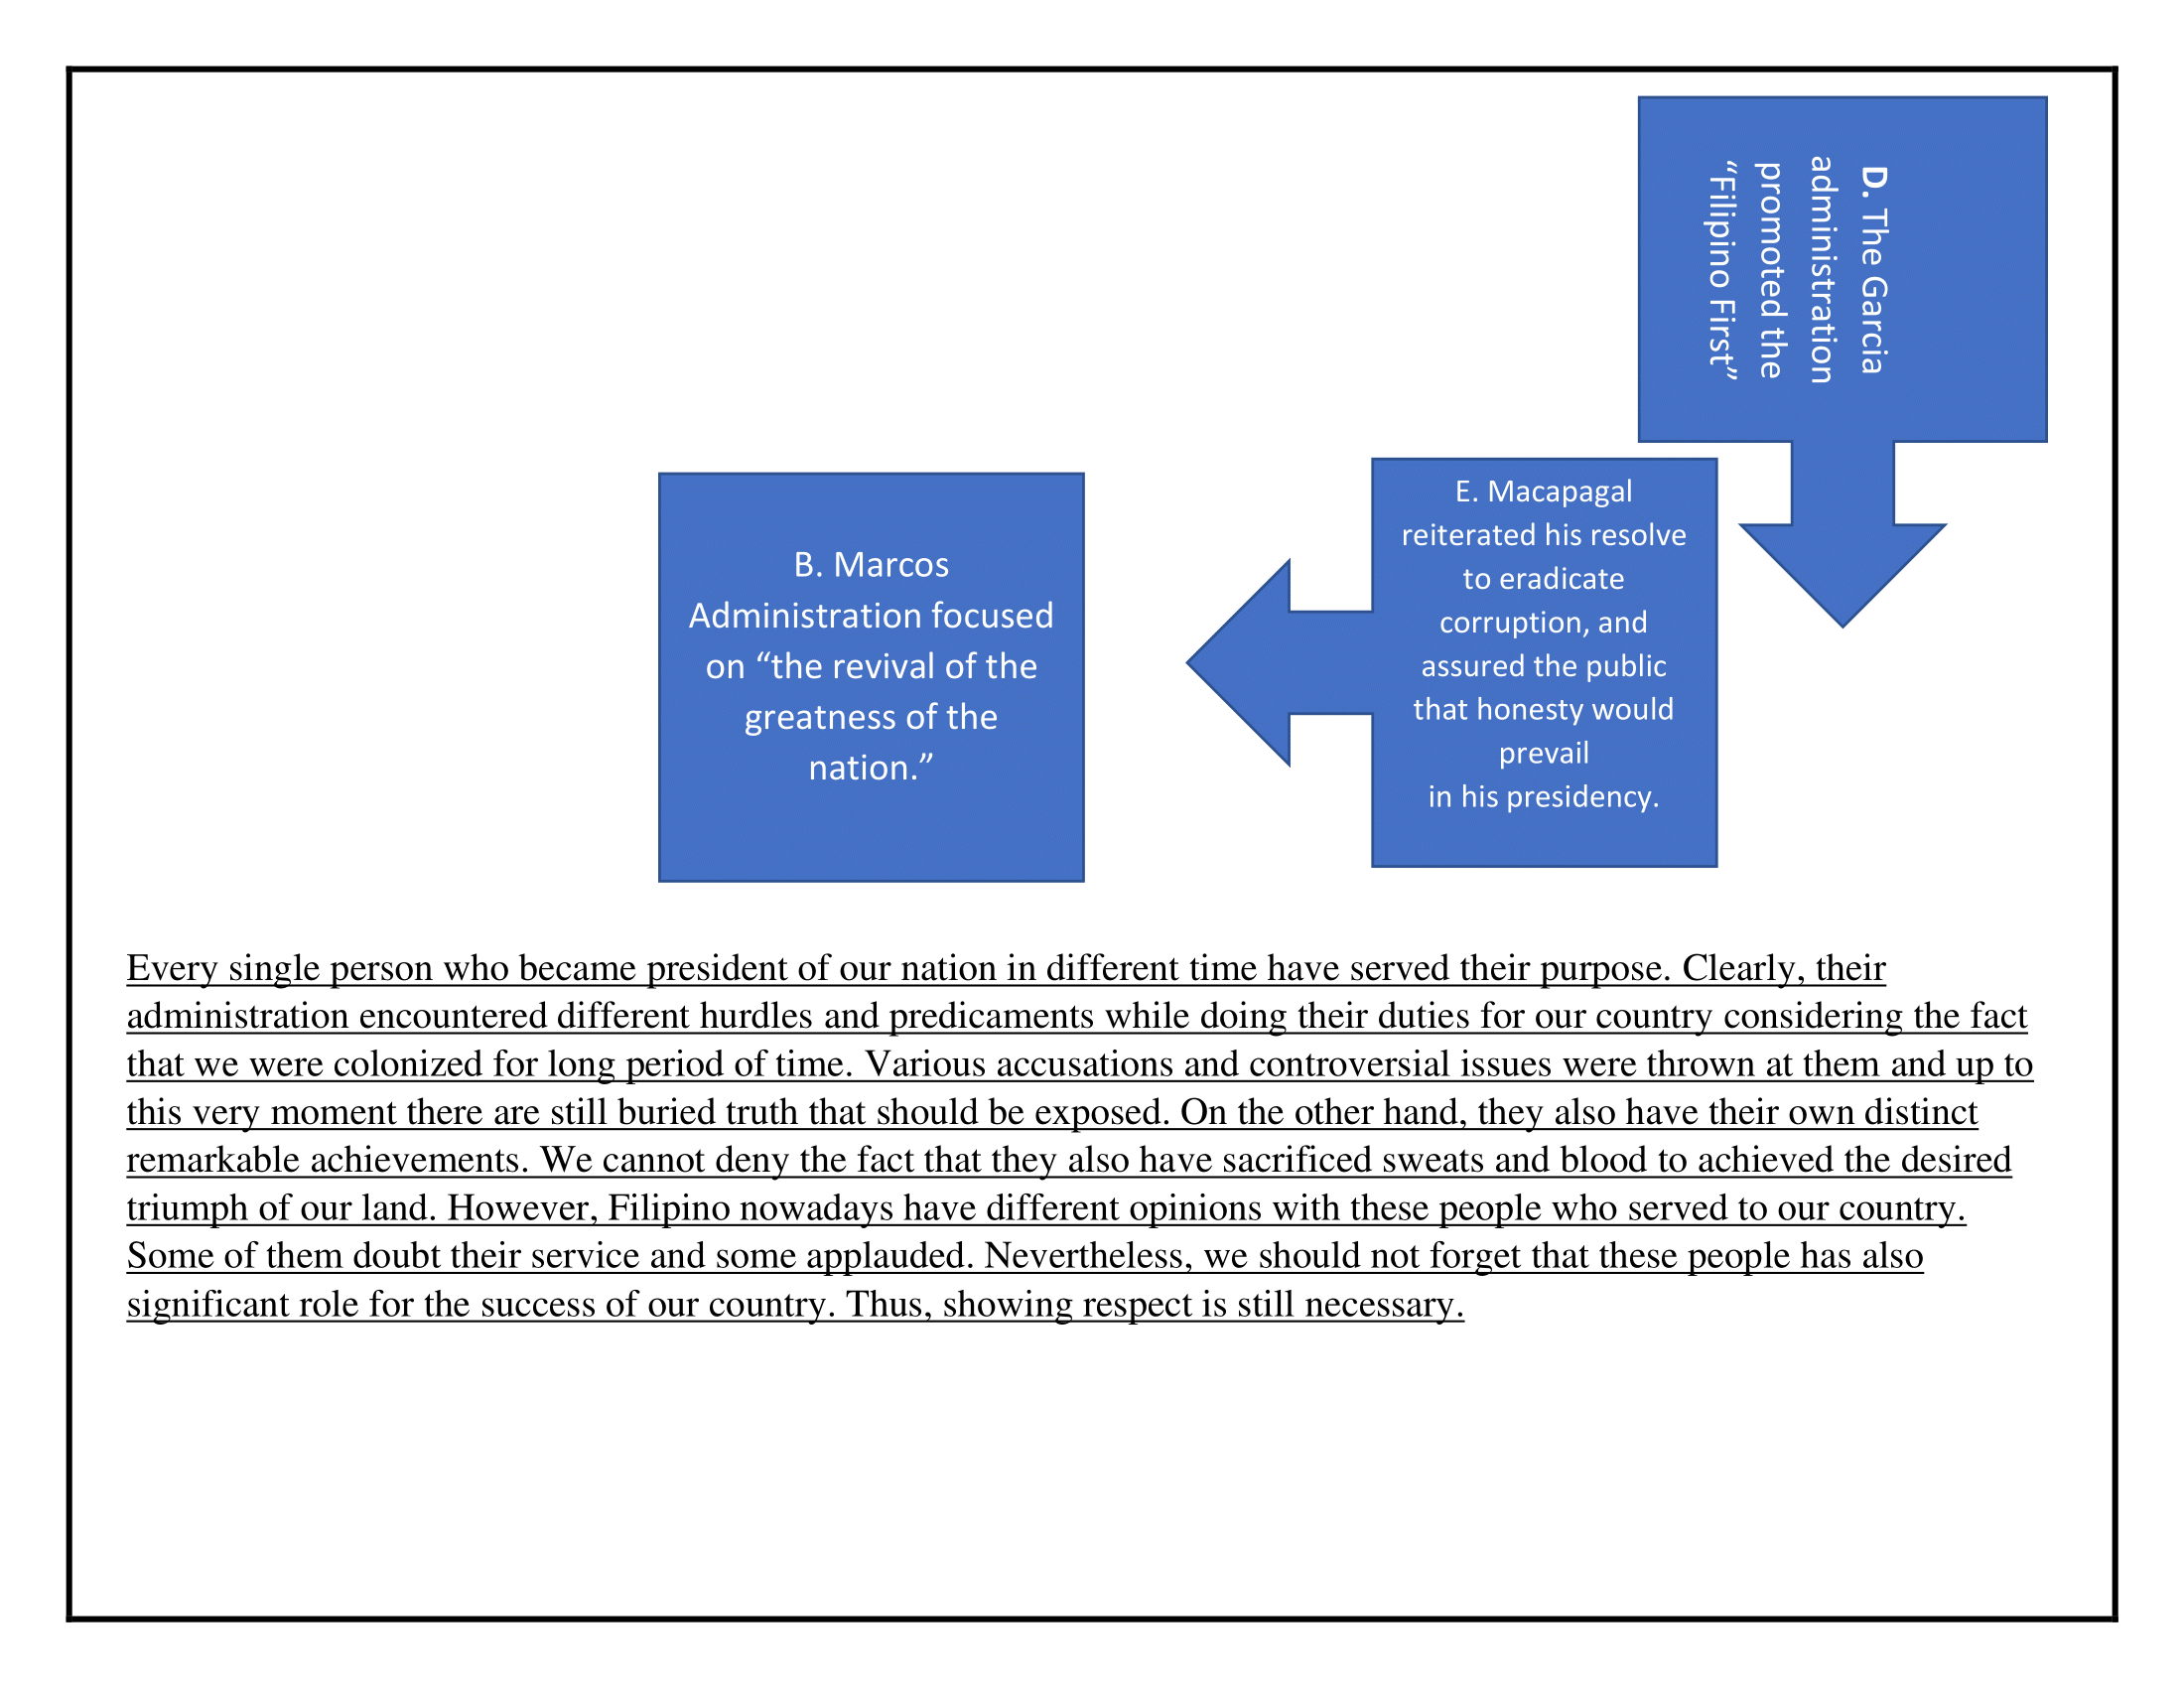 D. The Garcia
administration
promoted the
“Filipino First”
E. Macapagal
reiterated his resolve
to eradicate
corruption, and
assured the public
that honesty would
prevail
in his presidency.
B. Marcos
Administration focused
on “the revival of the
greatness of the
nation.”
Every single person who became president of our nation in different time have served their purpose. Clearly, their
administration encountered different hurdles and predicaments while doing their duties for our country considering the fact
that we were colonized for long period of time. Various accusations and controversial issues were thrown at them and up to
this very moment there are still buried truth that should be exposed. On the other hand, they also have their own distinct
remarkable achievements. We cannot deny the fact that they also have sacrificed sweats and blood to achieved the desired
triumph of our land. However, Filipino nowadays have different opinions with these people who served to our country.
Some of them doubt their service and some applauded. Nevertheless, we should not forget that these people has also
significant role for the success of our country. Thus, showing respect is still necessary.